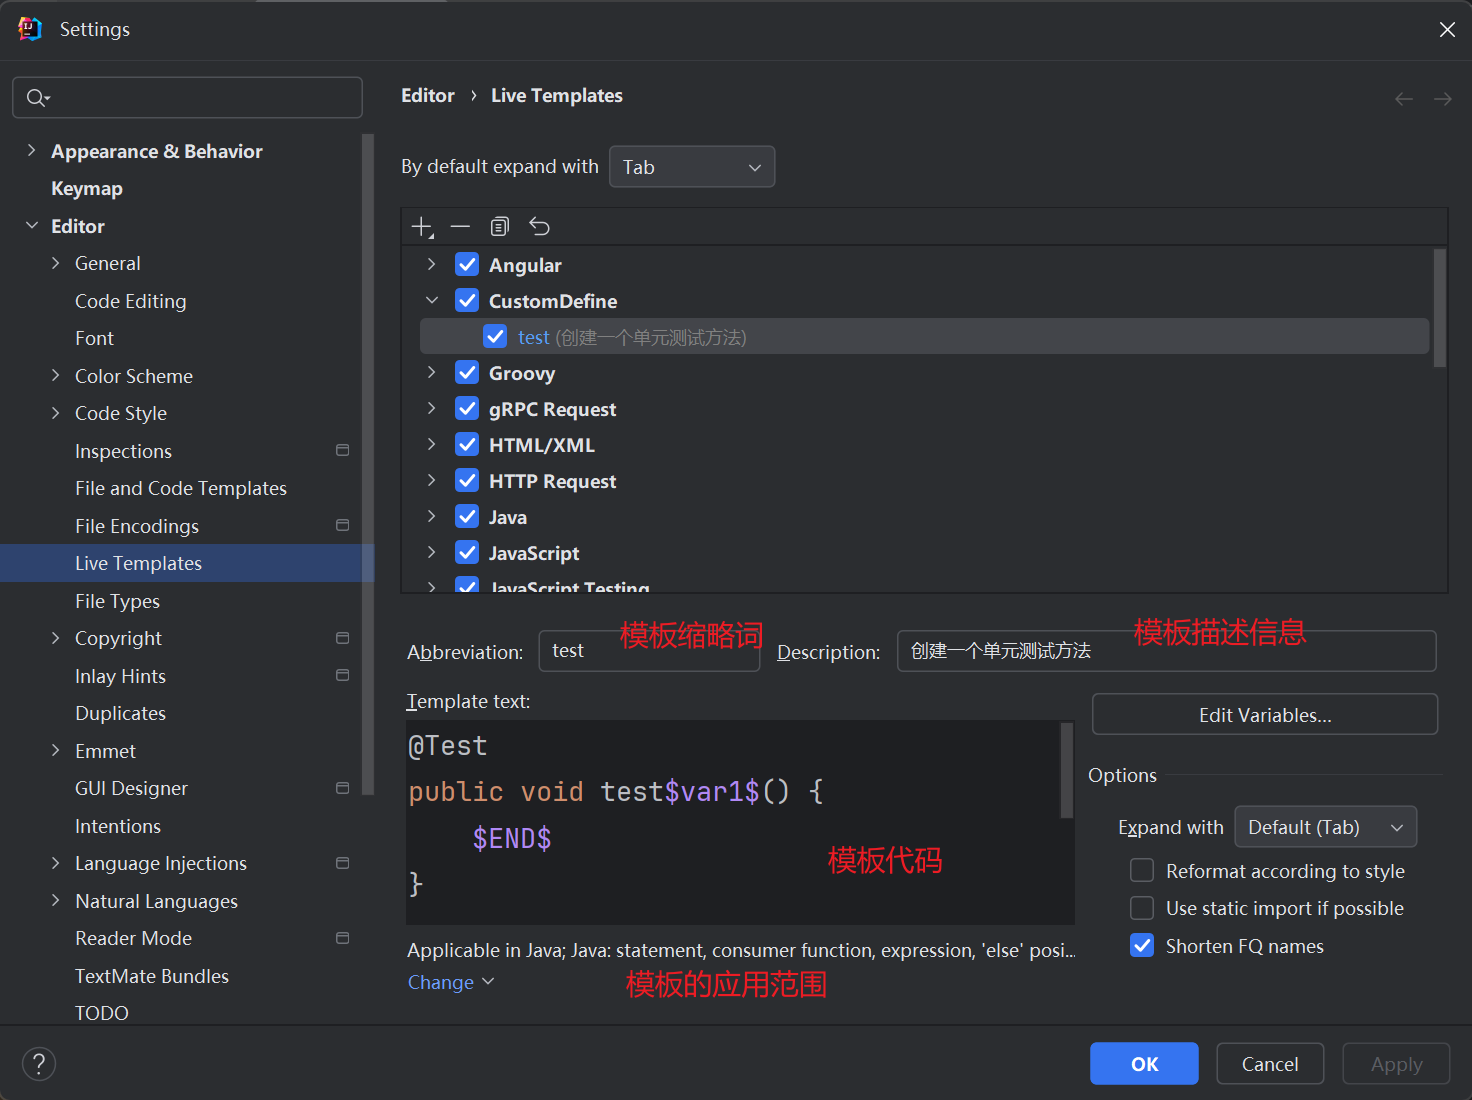 Settings
Appearance & Behavior
Keymap
Editor
General
Code Editing
Font
Color Scheme
Code Style
Inspections
File and Code Templates
File Encodings
Live Templates
File Types
Copyright
Inlay Hints
Duplicates
Emmet
GUI Designer
Intentions
Language Injections
Natural Languages
Reader Mode
TextMate Bundles
TODO
Editor › Live Templates
By default expand with Tab
Angular
CustomDefine
test (创建一个单元测试方法)
Groovy
gRPC Request
HTML/XML
HTTP Request
Java
JavaScript
JavaScript Testing
模板缩略词
模板描述信息
Abbreviation: test
Description: 创建一个单元测试方法
Template text:
@Test
public void test$var1$() {
$END$
}
模板代码
Edit Variables...
Options
Expand with Default (Tab)
Reformat according to style
Use static import if possible
Shorten FQ names
Applicable in Java; Java: statement, consumer function, expression, 'else' posi...
Change
模板的应用范围
?
OK
Cancel
Apply